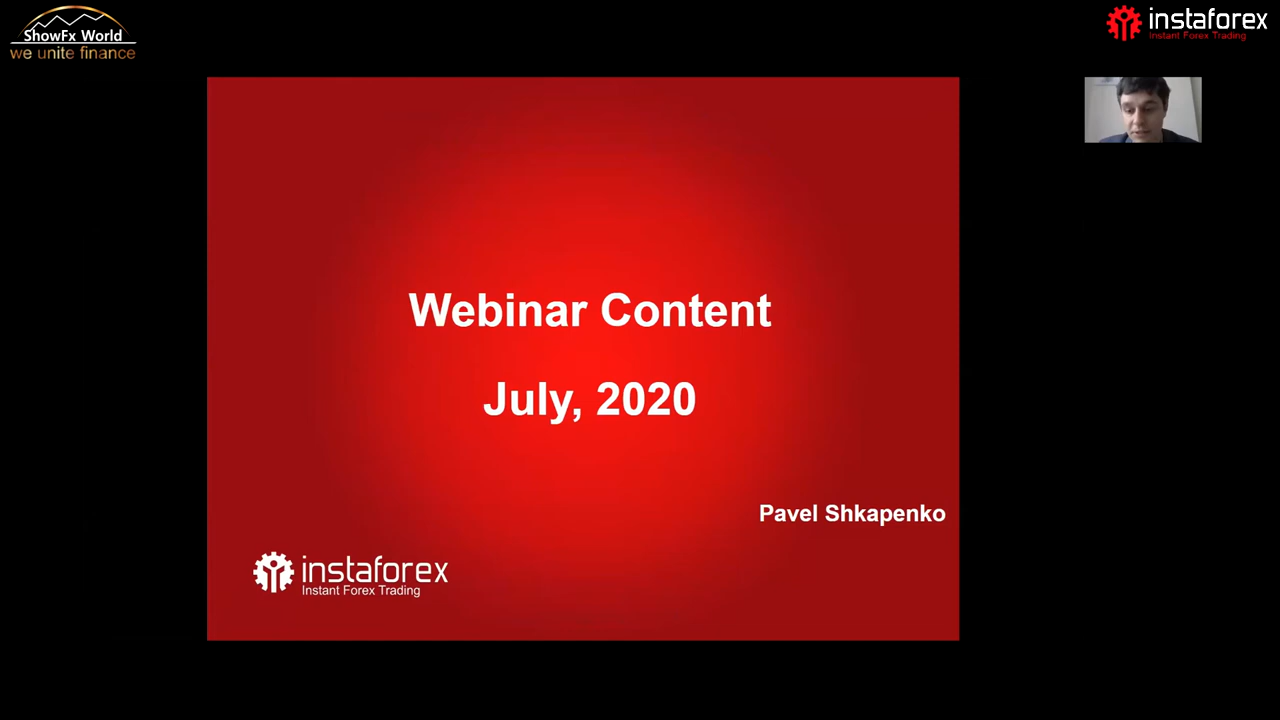 ShowFx World
we unite finance
instaforex
Instant Forex Trading
Webinar Content
July, 2020
Pavel Shkapenko
instaforex
Instant Forex Trading